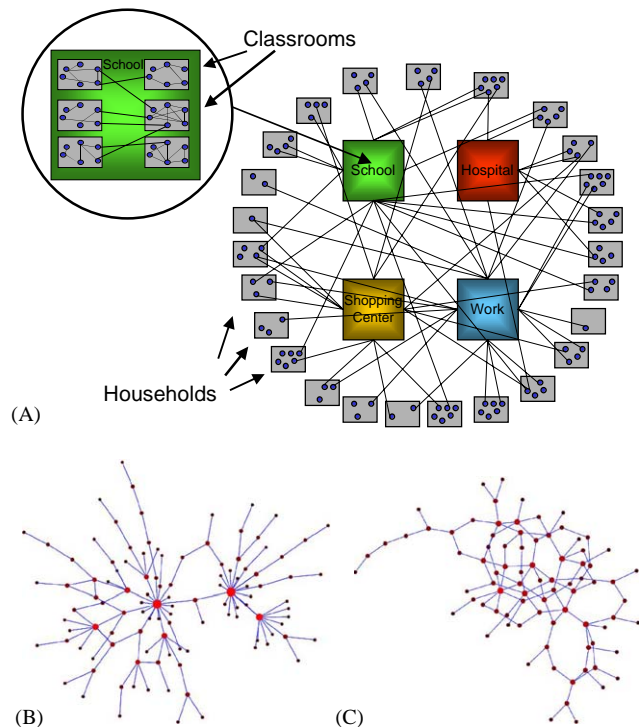 Classrooms
School
School
Hospital
Shopping
Center
Work
Households
(A)
(B)
(C)